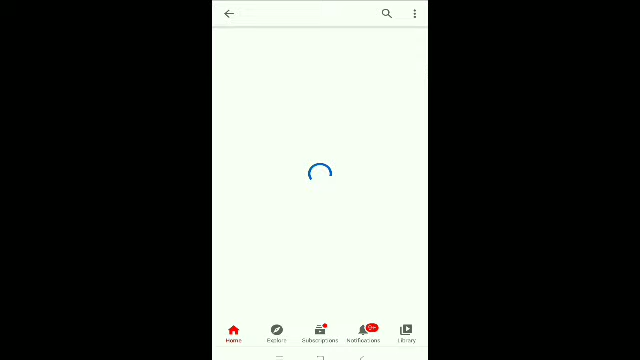 9+
Home
Explore
Subscriptions
Notifications
Library